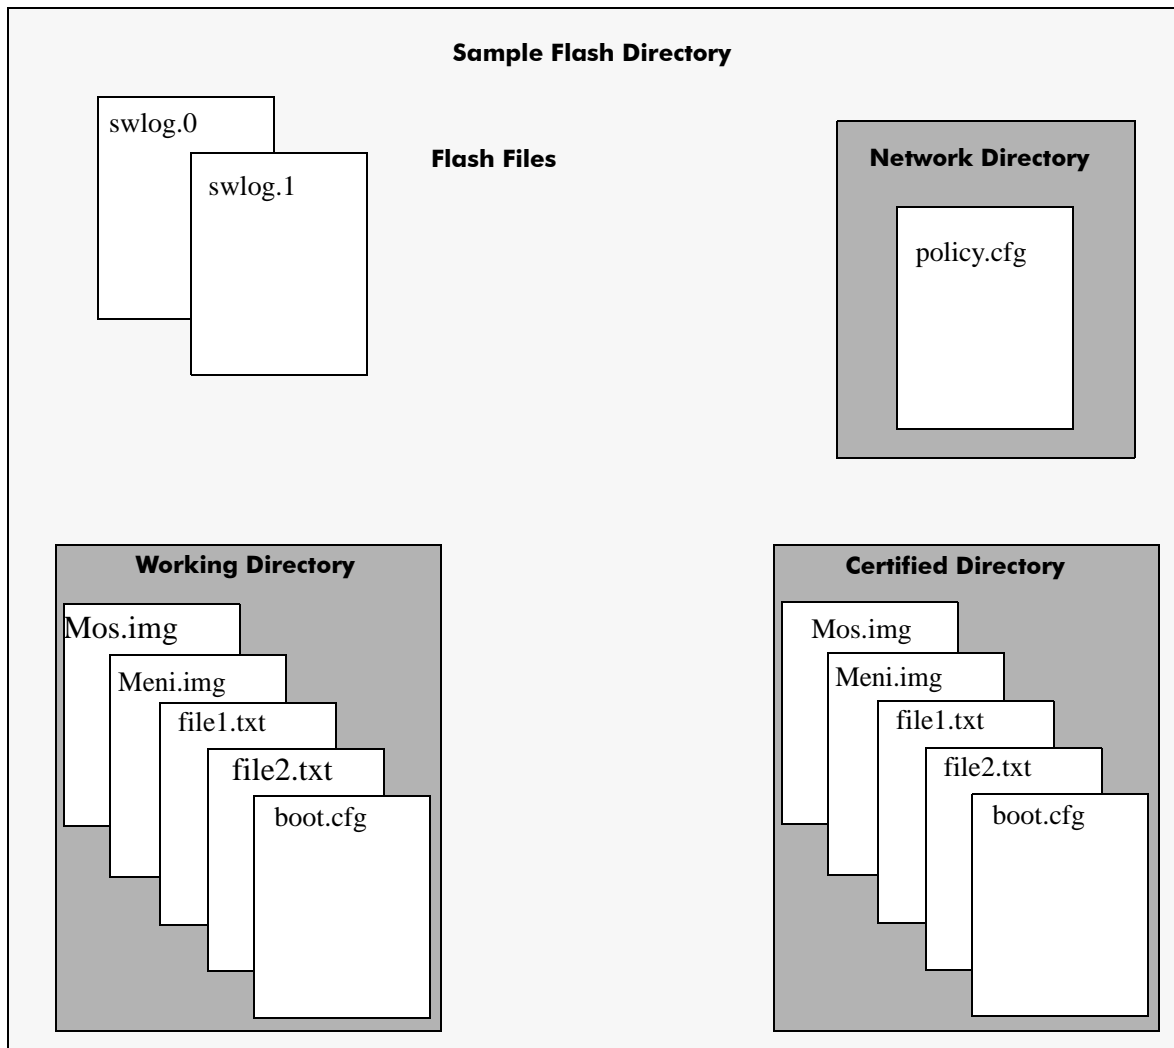 Sample Flash Directory
swlog.0
swlog.1
Flash Files
Network Directory
policy.cfg
Working Directory
Mos.img
Meni.img
file1.txt
file2.txt
boot.cfg
Certified Directory
Mos.img
Meni.img
file1.txt
file2.txt
boot.cfg